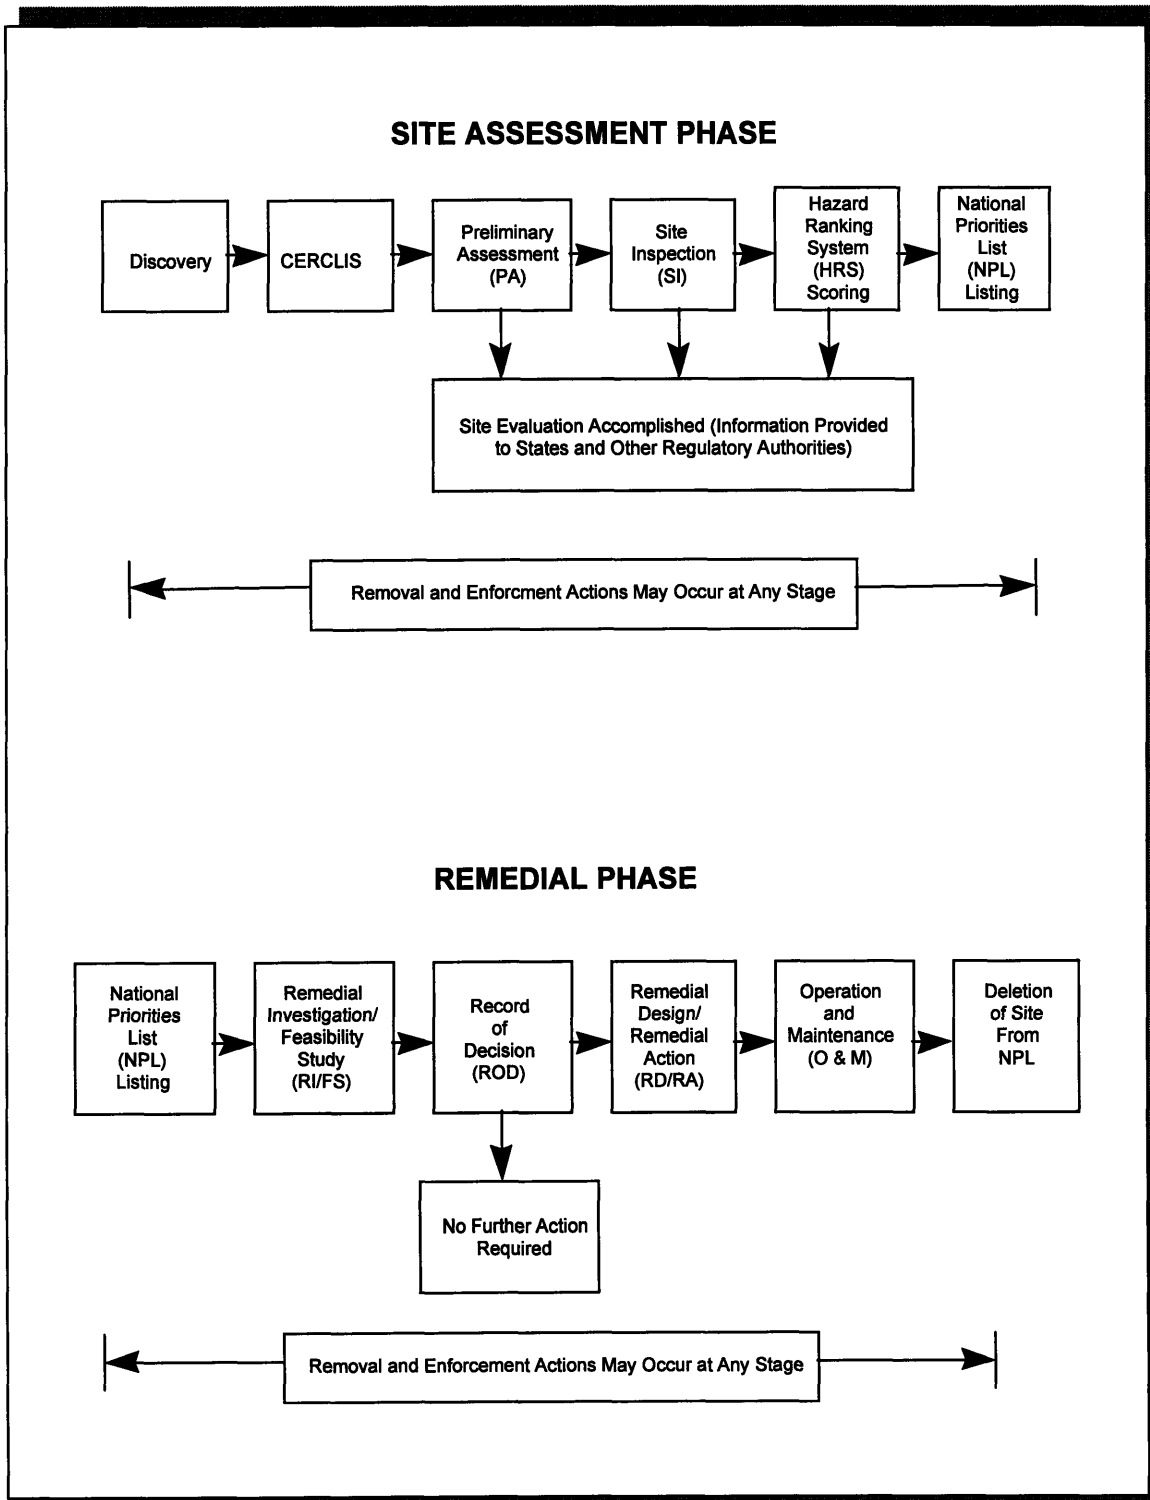 SITE ASSESSMENT PHASE
Discovery
CERCLIS
Preliminary
Assessment
(PA)
Site
Inspection
(SI)
Hazard
Ranking
System
(HRS)
Scoring
National
Priorities
List
(NPL)
Listing
Site Evaluation Accomplished (Information Provided
to States and Other Regulatory Authorities)
Removal and Enforcment Actions May Occur at Any Stage
REMEDIAL PHASE
National
Priorities
List
(NPL)
Listing
Remedial
Investigation/
Feasibility
Study
(RI/FS)
Record
of
Decision
(ROD)
Remedial
Design/
Remedial
Action
(RD/RA)
Operation
and
Maintenance
(O & M)
Deletion
of Site
From
NPL
No Further Action
Required
Removal and Enforcement Actions May Occur at Any Stage